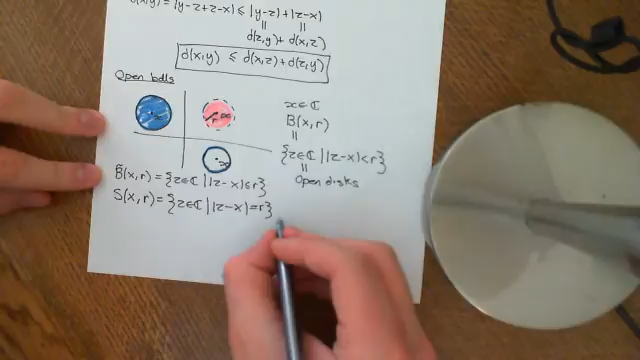 d(x,y) = |y-z+z-x| ≤ |y-z| + |z-x|
|| ||
d(z,y) + d(x,z)
d(x,y) ≤ d(x,z) + d(z,y)
Open balls
x
r x
x
x∈ℂ
B(x,r)
||
{z∈ℂ | |z-x|<r}
||
Open disks
B̄(x,r) = {z∈ℂ | |z-x|≤r}
S(x,r) = {z∈ℂ | |z-x|=r}